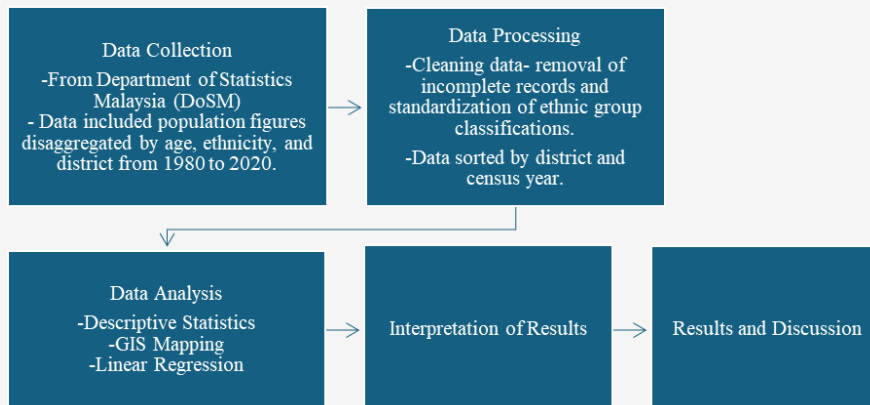 Data Collection
-From Department of Statistics
Malaysia (DoSM)
- Data included population figures
disaggregated by age, ethnicity, and
district from 1980 to 2020.
Data Processing
-Cleaning data- removal of
incomplete records and
standardization of ethnic group
classifications.
-Data sorted by district and
census year.
Data Analysis
-Descriptive Statistics
-GIS Mapping
-Linear Regression
Interpretation of Results
Results and Discussion